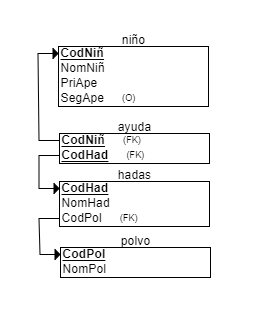 niño
CodNiñ
NomNiñ
PriApe
SegApe (O)
ayuda
CodNiñ (FK)
CodHad (FK)
hadas
CodHad
NomHad
CodPol (FK)
polvo
CodPol
NomPol